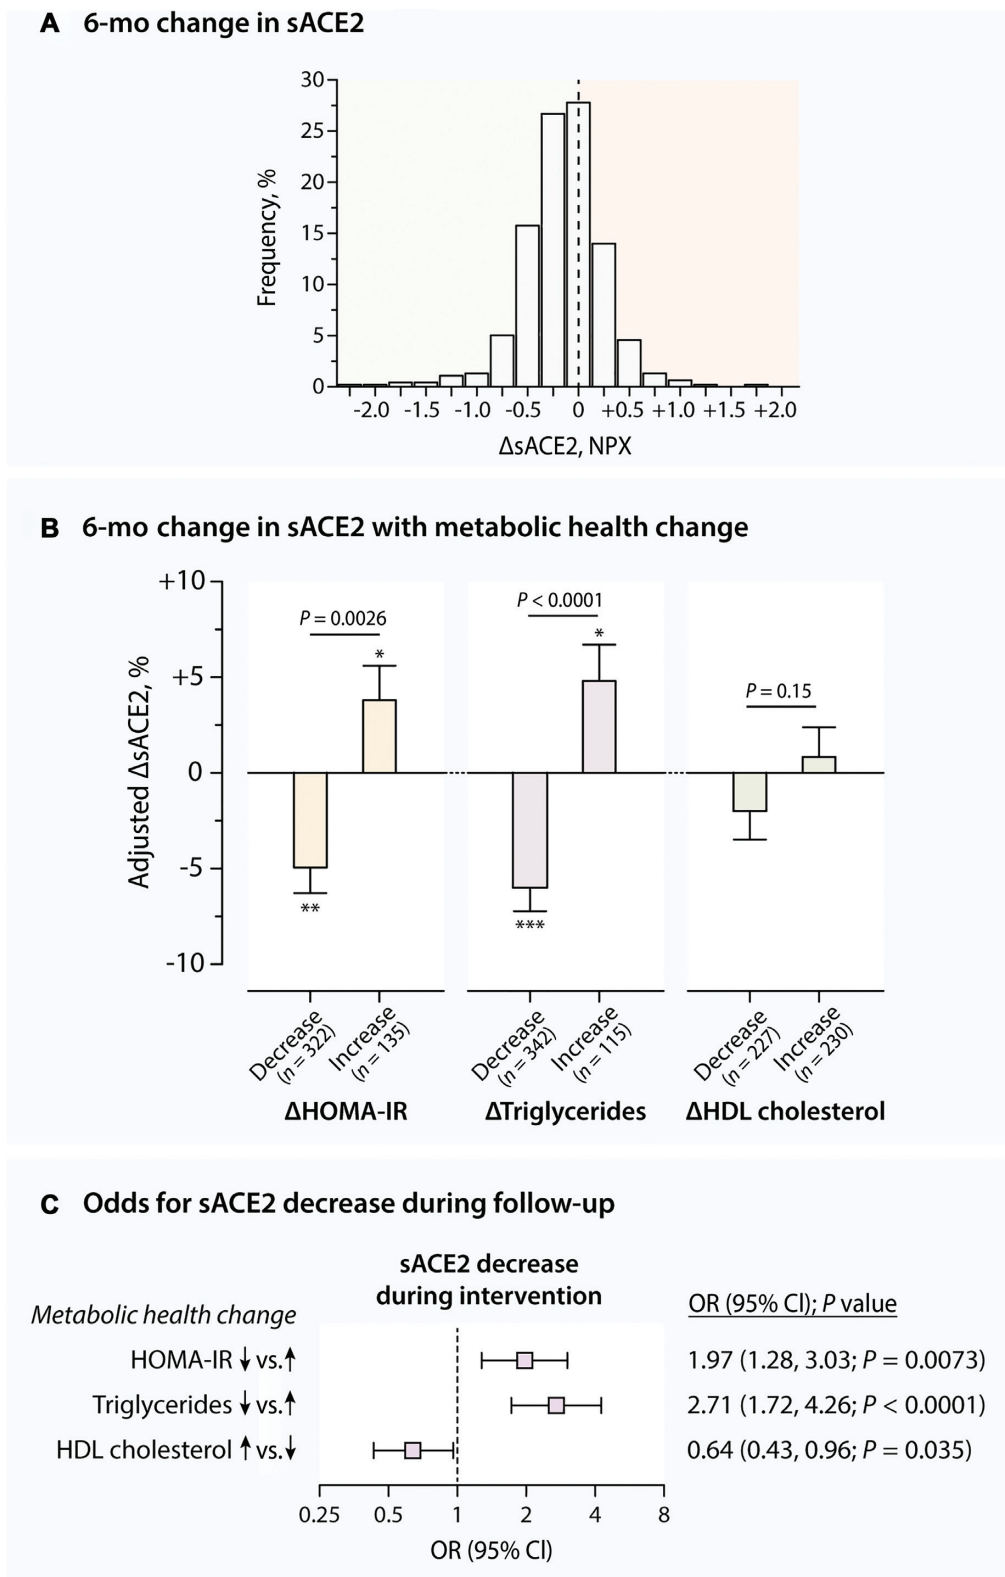 A 6-mo change in sACE2
30
25
20
15
10
5
0
Frequency, %
-2.0 -1.5 -1.0 -0.5 0 +0.5 +1.0 +1.5 +2.0
ΔsACE2, NPX
B 6-mo change in sACE2 with metabolic health change
+10
+5
0
-5
-10
Adjusted ΔsACE2, %
P = 0.0026
*
**
P < 0.0001
*
***
P = 0.15
Decrease
(n = 322)
Increase
(n = 135)
Decrease
(n = 342)
Increase
(n = 115)
Decrease
(n = 227)
Increase
(n = 230)
ΔHOMA-IR ΔTriglycerides ΔHDL cholesterol
C Odds for sACE2 decrease during follow-up
sACE2 decrease
during intervention
Metabolic health change
OR (95% CI); P value
HOMA-IR ↓ vs.↑ 1.97 (1.28, 3.03; P = 0.0073)
Triglycerides ↓ vs.↑ 2.71 (1.72, 4.26; P < 0.0001)
HDL cholesterol ↑ vs.↓ 0.64 (0.43, 0.96; P = 0.035)
0.25 0.5 1 2 4 8
OR (95% CI)